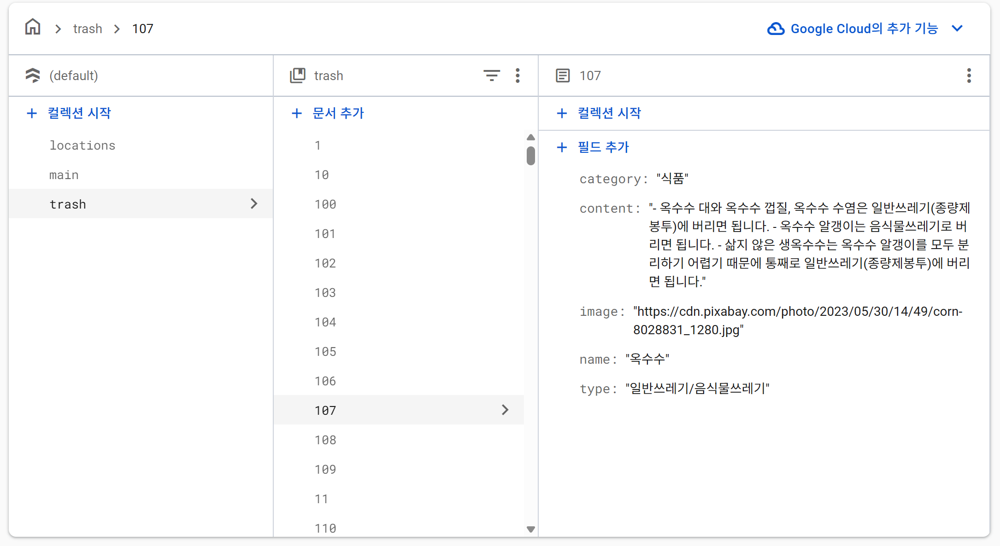 trash
107
Google Cloud의 추가 기능
(default)
trash
107
컬렉션 시작
문서 추가
컬렉션 시작
locations
main
trash
1
10
100
101
102
103
104
105
106
107
108
109
11
110
필드 추가
category: "식품"
content: "- 옥수수 대와 옥수수 껍질, 옥수수 수염은 일반쓰레기(종량제
봉투)에 버리면 됩니다. - 옥수수 알갱이는 음식물쓰레기로 버
리면 됩니다. - 삶지 않은 생옥수수는 옥수수 알갱이를 모두 분
리하기 어렵기 때문에 통째로 일반쓰레기(종량제봉투)에 버리
면 됩니다."
image: "https://cdn.pixabay.com/photo/2023/05/30/14/49/corn-
8028831_1280.jpg"
name: "옥수수"
type: "일반쓰레기/음식물쓰레기"